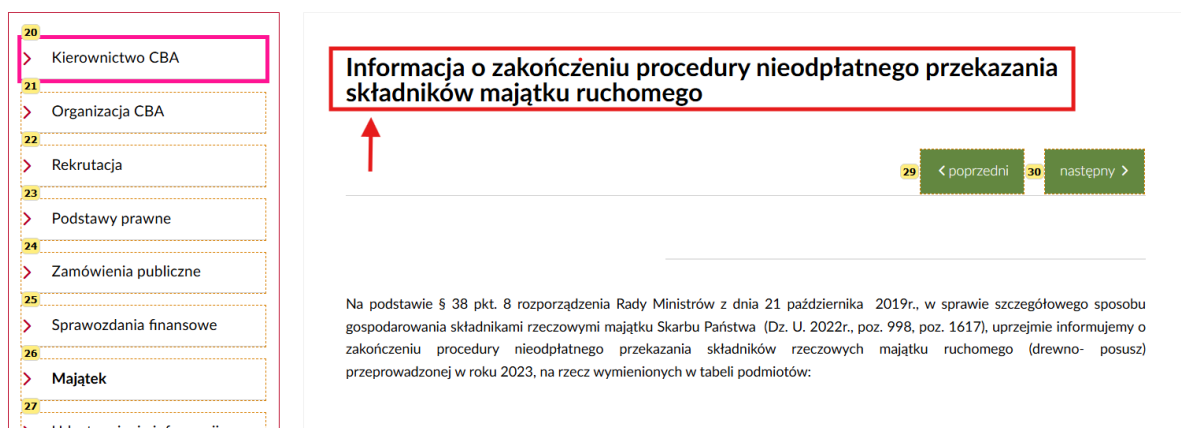 20
Kierownictwo CBA
21
Organizacja CBA
22
Rekrutacja
23
Podstawy prawne
24
Zamówienia publiczne
25
Sprawozdania finansowe
26
Majątek
27
Informacja o zakończeniu procedury nieodpłatnego przekazania
składników majątku ruchomego
29 poprzedni 30 następny
Na podstawie § 38 pkt. 8 rozporządzenia Rady Ministrów z dnia 21 października 2019r., w sprawie szczegółowego sposobu
gospodarowania składnikami rzeczowymi majątku Skarbu Państwa (Dz. U. 2022r., poz. 998, poz. 1617), uprzejmie informujemy o
zakończeniu procedury nieodpłatnego przekazania składników rzeczowych majątku ruchomego (drewno- posusz)
przeprowadzonej w roku 2023, na rzecz wymienionych w tabeli podmiotów: